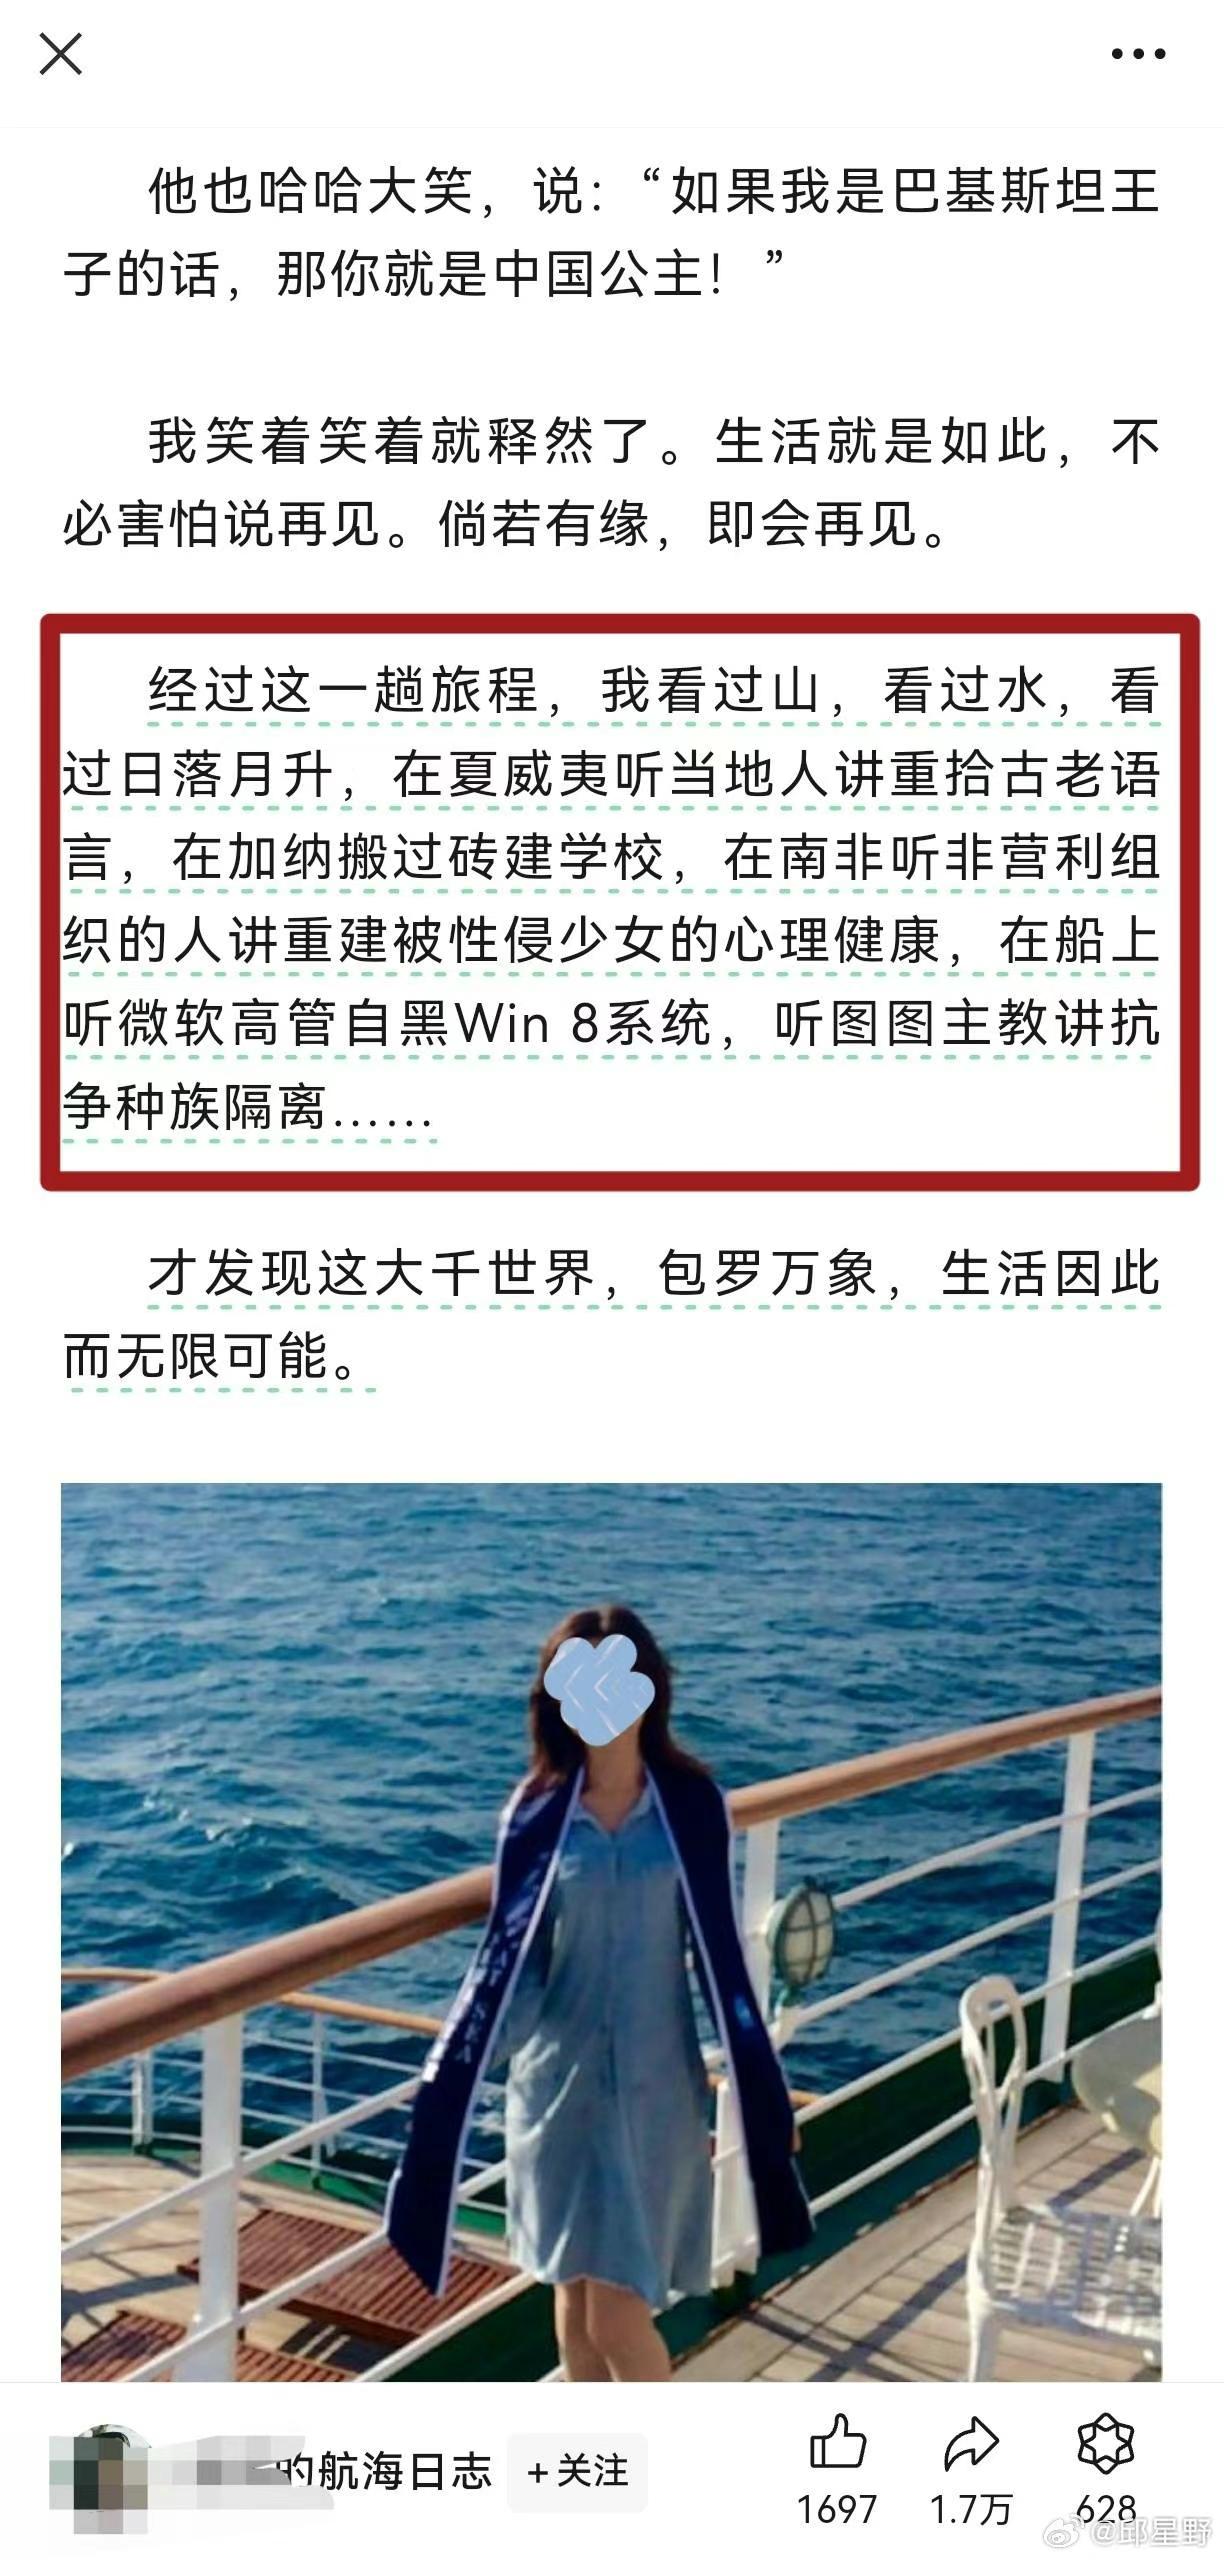 他也哈哈大笑，说：“如果我是巴基斯坦王
子的话，那你就是中国公主！”
我笑着笑着就释然了。生活就是如此，不
必害怕说再见。倘若有缘，即会再见。
经过这一趟旅程，我看过山，看过水，看
过日落月升，在夏威夷听当地人讲重拾古老语
言，在加纳搬过砖建学校，在南非听非营利组
织的人讲重建被性侵少女的心理健康，在船上
听微软高管自黑Win 8系统，听图图主教讲抗
争种族隔离……
才发现这大千世界，包罗万象，生活因此
而无限可能。
的航海日志
+关注
1697
1.7万
628
@邱星野